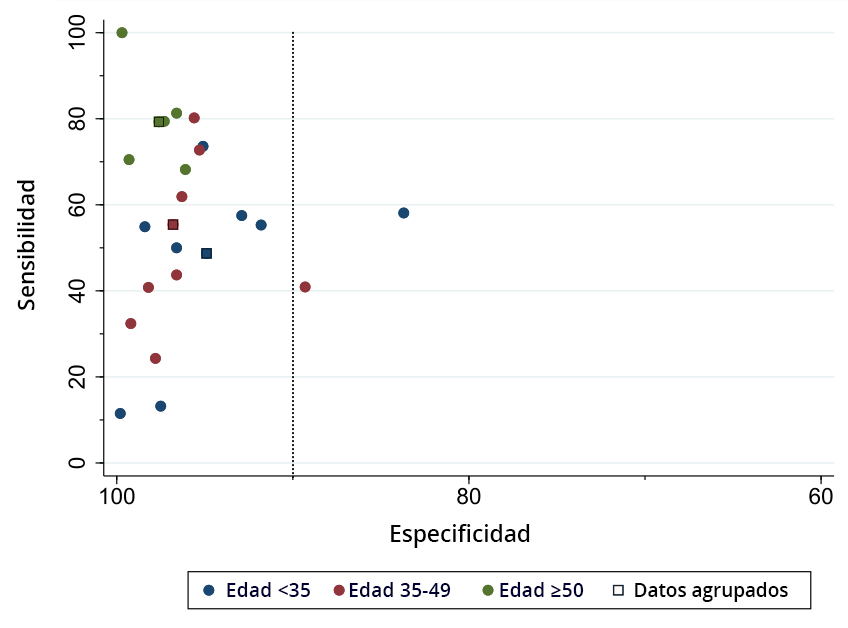 100
80
60
40
20
0
Sensibilidad
100
80
60
Especificidad
Edad <35
Edad 35-49
Edad ≥50
Datos agrupados